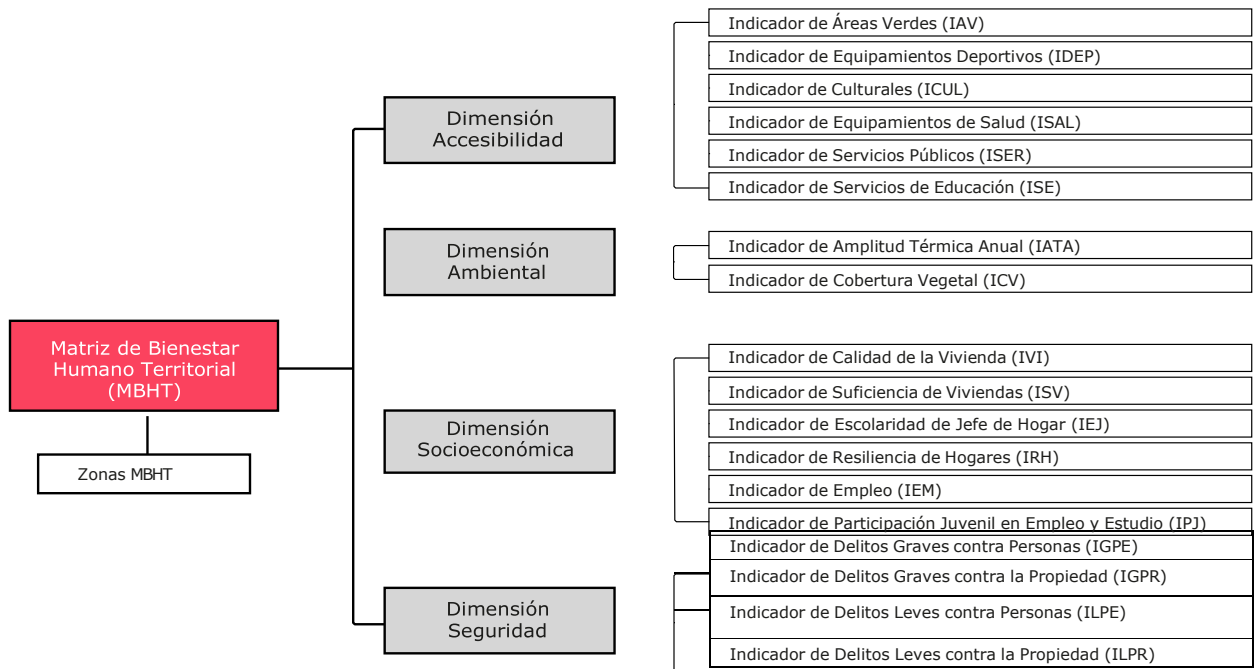 Matriz de Bienestar
Humano Territorial
(MBHT)
Zonas MBHT
Dimensión
Accesibilidad
Indicador de Áreas Verdes (IAV)
Indicador de Equipamientos Deportivos (IDEP)
Indicador de Culturales (ICUL)
Indicador de Equipamientos de Salud (ISAL)
Indicador de Servicios Públicos (ISER)
Indicador de Servicios de Educación (ISE)
Dimensión
Ambiental
Indicador de Amplitud Térmica Anual (IATA)
Indicador de Cobertura Vegetal (ICV)
Dimensión
Socioeconómica
Indicador de Calidad de la Vivienda (IVI)
Indicador de Suficiencia de Viviendas (ISV)
Indicador de Escolaridad de Jefe de Hogar (IEJ)
Indicador de Resiliencia de Hogares (IRH)
Indicador de Empleo (IEM)
Indicador de Participación Juvenil en Empleo y Estudio (IPJ)
Dimensión
Seguridad
Indicador de Delitos Graves contra Personas (IGPE)
Indicador de Delitos Graves contra la Propiedad (IGPR)
Indicador de Delitos Leves contra Personas (ILPE)
Indicador de Delitos Leves contra la Propiedad (ILPR)